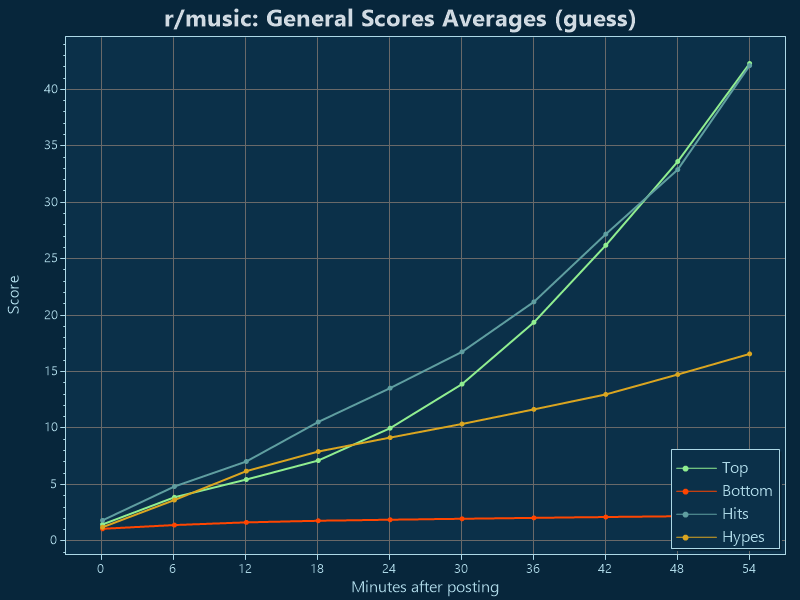 r/music: General Scores Averages (guess)
Score
40
35
30
25
20
15
10
5
0
Top
Bottom
Hits
Hypes
0 6 12 18 24 30 36 42 48 54
Minutes after posting